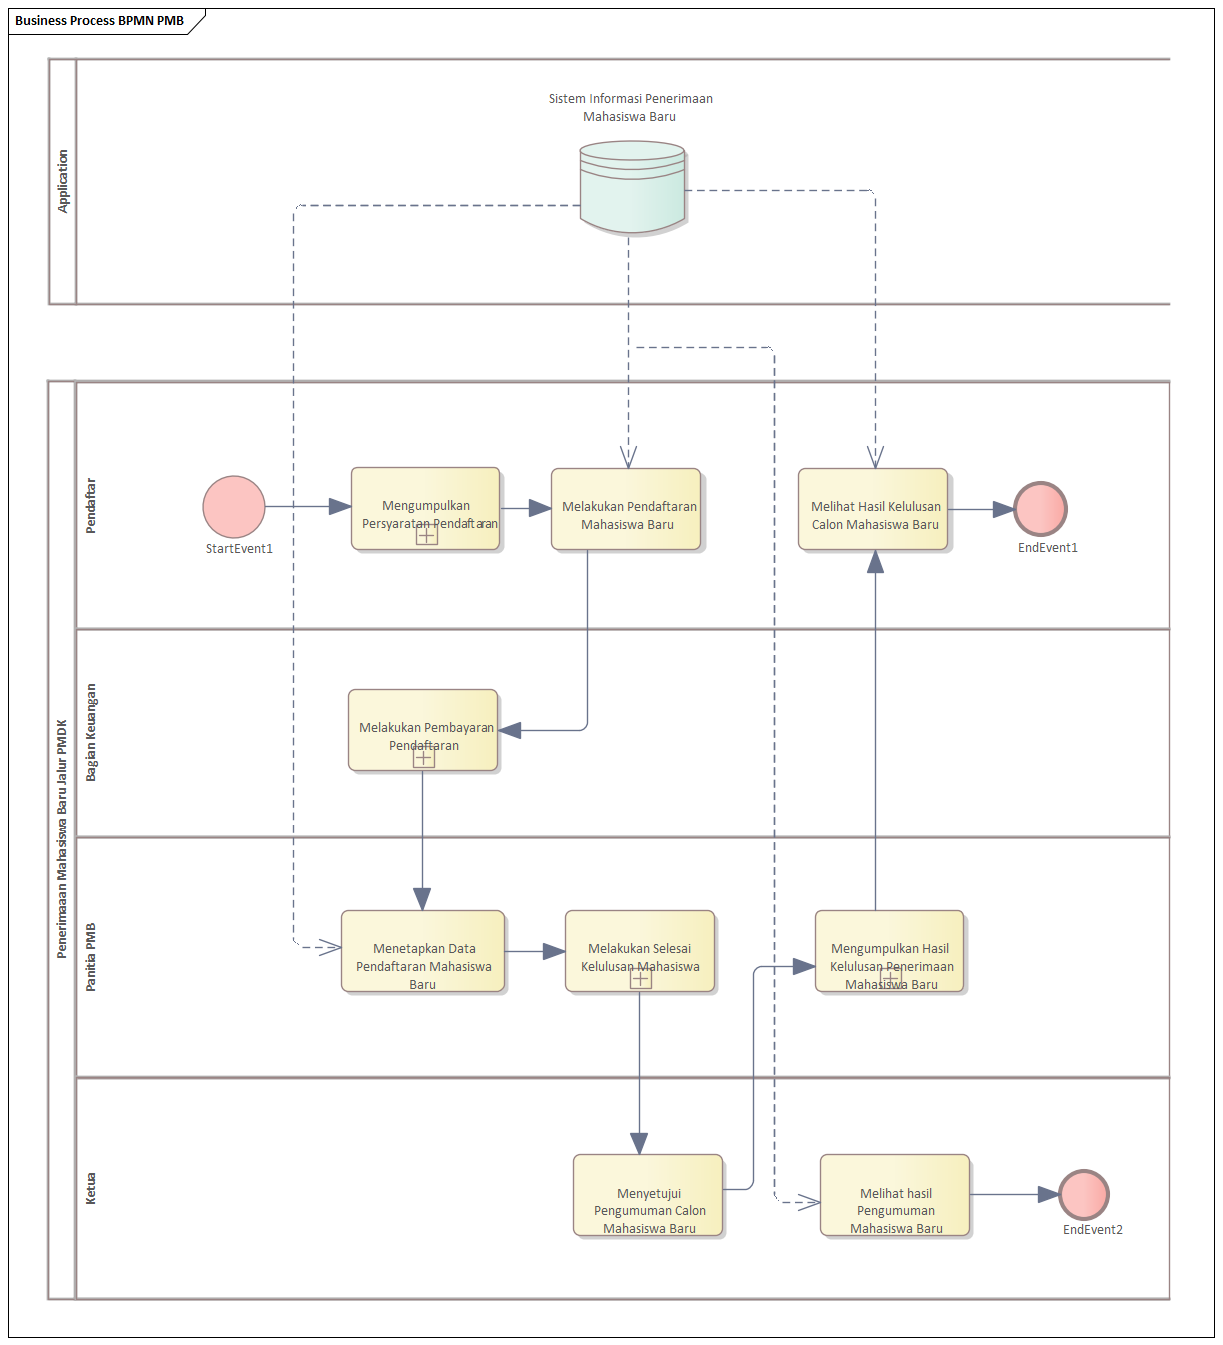 Business Process BPMN PMB
Application
Sistem Informasi Penerimaan
Mahasiswa Baru
Penerimaaan Mahasiswa Baru Jalur PMDK
Pendaftar
StartEvent1
Mengumpulkan
Persyaratan Pendaftaran
Melakukan Pendaftaran
Mahasiswa Baru
Melihat Hasil Kelulusan
Calon Mahasiswa Baru
EndEvent1
Bagian Keuangan
Melakukan Pembayaran
Pendaftaran
Panitia PMB
Menetapkan Data
Pendaftaran Mahasiswa
Baru
Melakukan Selesai
Kelulusan Mahasiswa
Mengumpulkan Hasil
Kelulusan Penerimaan
Mahasiswa Baru
Ketua
Menyetujui
Pengumuman Calon
Mahasiswa Baru
Melihat hasil
Pengumuman
Mahasiswa Baru
EndEvent2